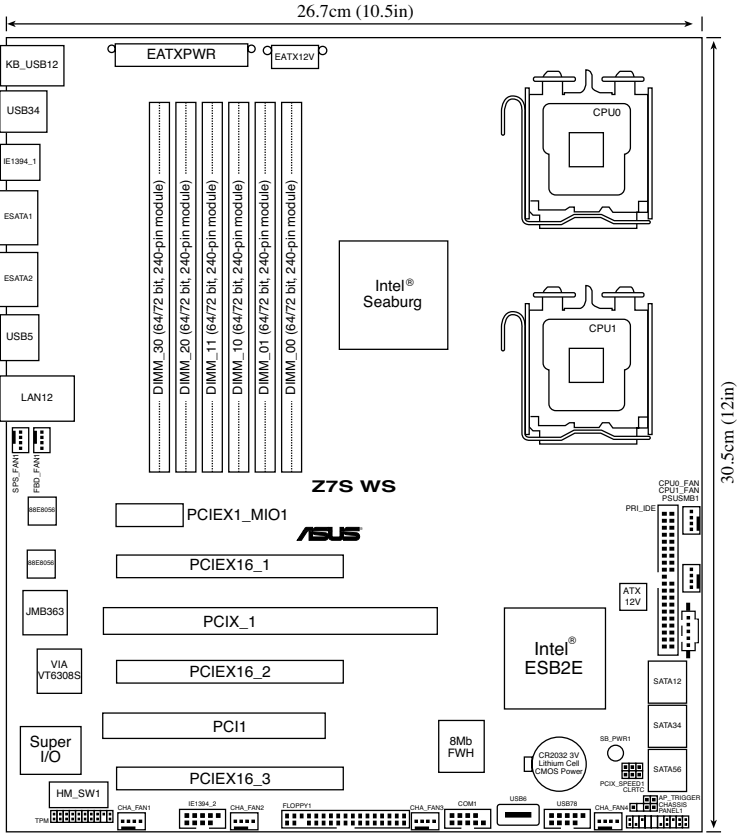 26.7cm (10.5in)
KB_USB12
EATXPWR
EATX12V
USB34
IE1394_1
ESATA1
ESATA2
USB5
LAN12
SPS_FAN1
FBD_FAN1
DIMM_30 (64/72 bit, 240-pin module)
DIMM_20 (64/72 bit, 240-pin module)
DIMM_11 (64/72 bit, 240-pin module)
DIMM_10 (64/72 bit, 240-pin module)
DIMM_01 (64/72 bit, 240-pin module)
DIMM_00 (64/72 bit, 240-pin module)
Intel®
Seaburg
CPU0
CPU1
30.5cm (12in)
Z7S WS
ASUS
88E8056
88E8056
JMB363
VIA
VT6308S
Super
I/O
HM_SW1
TPM
PCIEX1_MIO1
PCIEX16_1
PCIX_1
PCIEX16_2
PCI1
PCIEX16_3
CPU0_FAN
CPU1_FAN
PSUSMB1
PRI_IDE
ATX
12V
Intel®
ESB2E
SATA12
SATA34
SATA56
8Mb
FWH
CR2032 3V
Lithium Cell
CMOS Power
SB_PWR1
PCIX_SPEED1
CLRTC
AP_TRIGGER
CHASSIS
PANEL1
CHA_FAN1
IE1394_2
CHA_FAN2
FLOPPY1
CHA_FAN3
COM1
USB6
USB78
CHA_FAN4